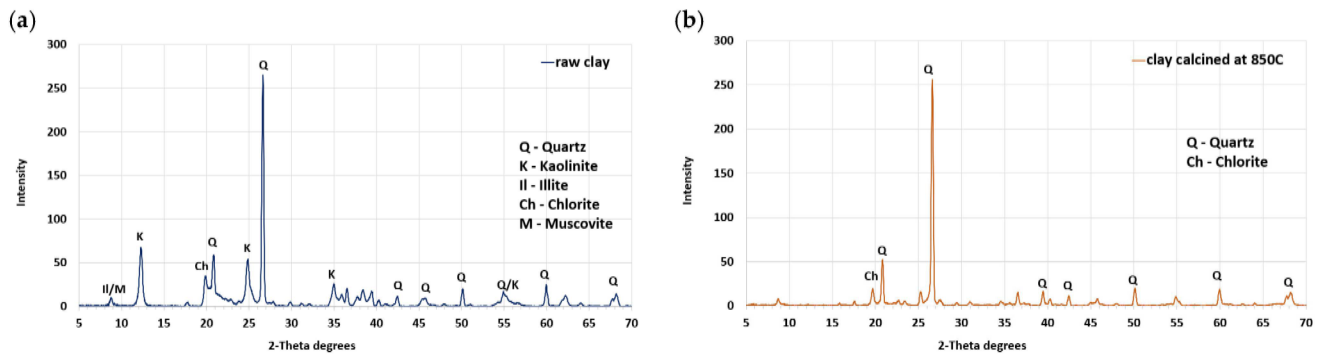 (a)
300
250
200
150
100
50
0
Intensity
raw clay
Q - Quartz
K - Kaolinite
Il - Illite
Ch - Chlorite
M - Muscovite
Il/M
K
Ch
Q
K
Q
K
Q
Q
Q
Q/K
Q
Q
5 10 15 20 25 30 35 40 45 50 55 60 65 70
2-Theta degrees
(b)
300
250
200
150
100
50
0
Intensity
clay calcined at 850C
Q - Quartz
Ch - Chlorite
Ch
Q
Q
Q
Q
Q
Q
Q
5 10 15 20 25 30 35 40 45 50 55 60 65 70
2-Theta degrees